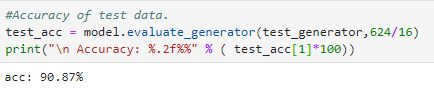 #Accuracy of test data.
test_acc = model.evaluate_generator(test_generator,624/16)
print("\n Accuracy: %.2f%%" % ( test_acc[1]*100))
acc: 90.87%